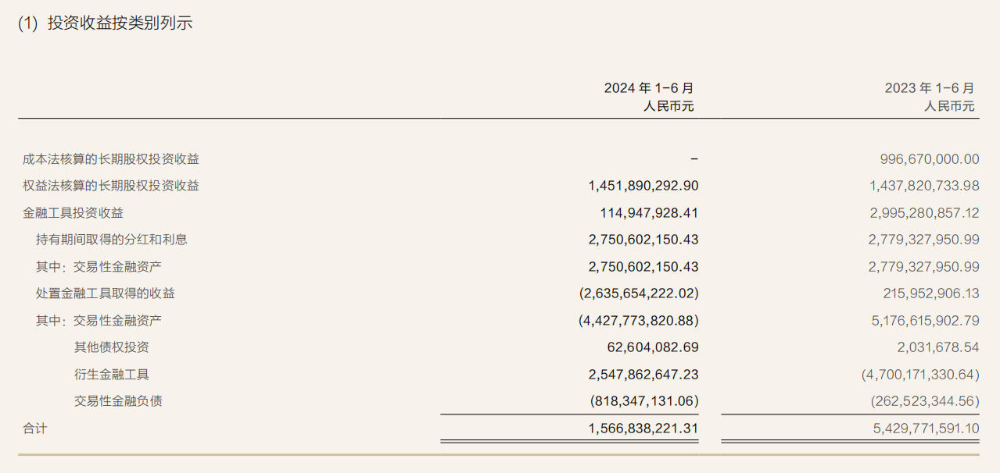 (1) 投资收益按类别列示
2024 年 1-6 月 2023 年 1-6 月
人民币元 人民币元
成本法核算的长期股权投资收益 – 996,670,000.00
权益法核算的长期股权投资收益 1,451,890,292.90 1,437,820,733.98
金融工具投资收益 114,947,928.41 2,995,280,857.12
持有期间取得的分红和利息 2,750,602,150.43 2,779,327,950.99
其中：交易性金融资产 2,750,602,150.43 2,779,327,950.99
处置金融工具取得的收益 (2,635,654,222.02) 215,952,906.13
其中：交易性金融资产 (4,427,773,820.88) 5,176,615,902.79
其他债权投资 62,604,082.69 2,031,678.54
衍生金融工具 2,547,862,647.23 (4,700,171,330.64)
交易性金融负债 (818,347,131.06) (262,523,344.56)
合计 1,566,838,221.31 5,429,771,591.10